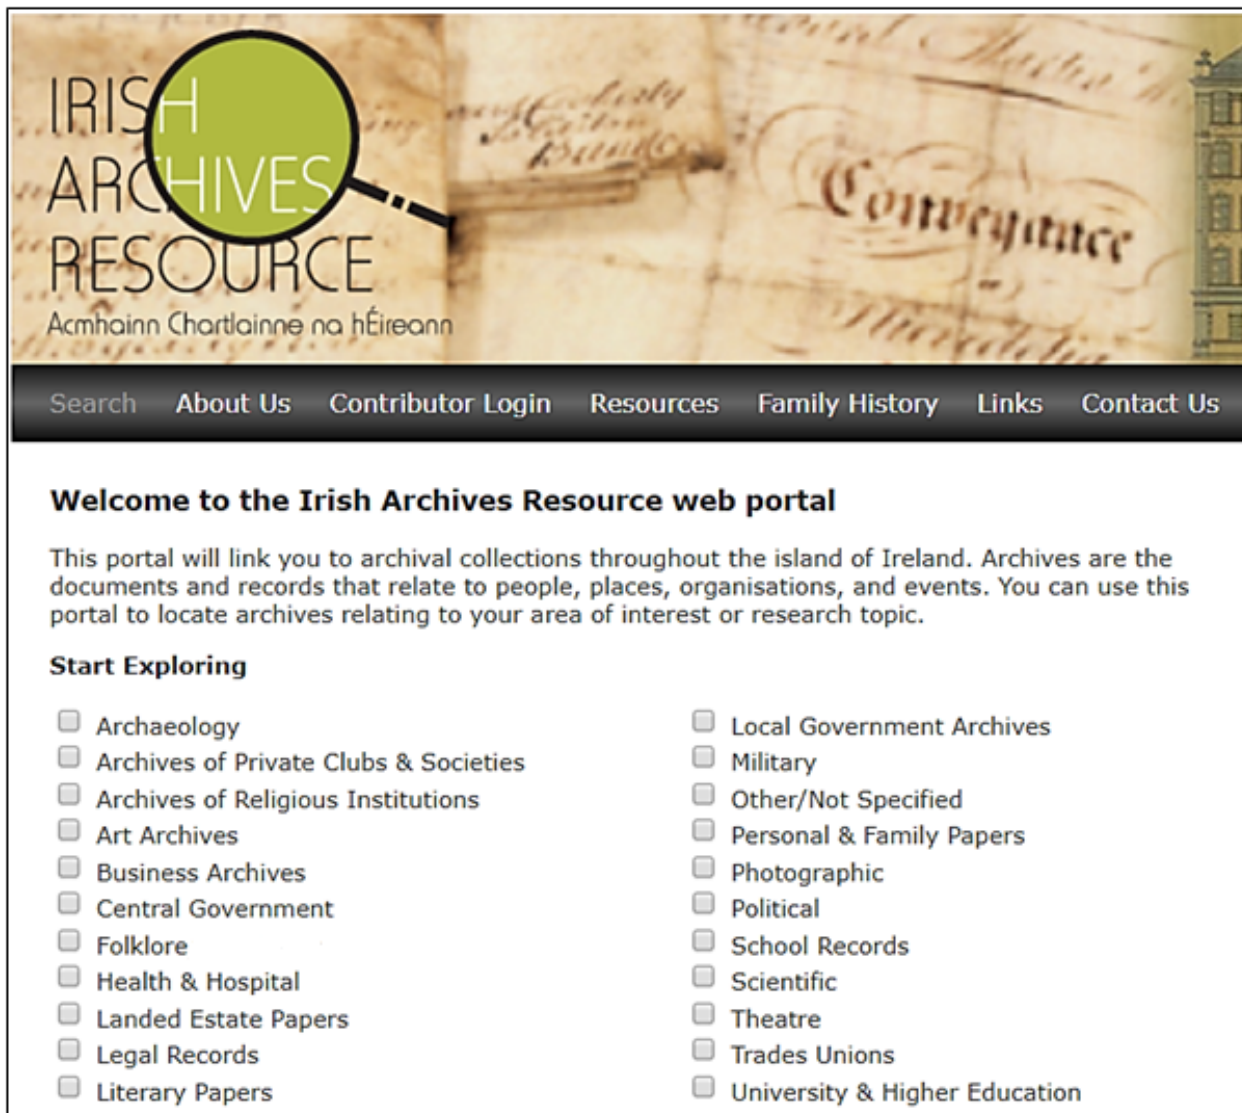 IRISH
ARCHIVES
RESOURCE
Acmhainn Chartlainne na hÉireann
Conveyance
Search About Us Contributor Login Resources Family History Links Contact Us
Welcome to the Irish Archives Resource web portal
This portal will link you to archival collections throughout the island of Ireland. Archives are the
documents and records that relate to people, places, organisations, and events. You can use this
portal to locate archives relating to your area of interest or research topic.
Start Exploring
Archaeology
Archives of Private Clubs & Societies
Archives of Religious Institutions
Art Archives
Business Archives
Central Government
Folklore
Health & Hospital
Landed Estate Papers
Legal Records
Literary Papers
Local Government Archives
Military
Other/Not Specified
Personal & Family Papers
Photographic
Political
School Records
Scientific
Theatre
Trades Unions
University & Higher Education